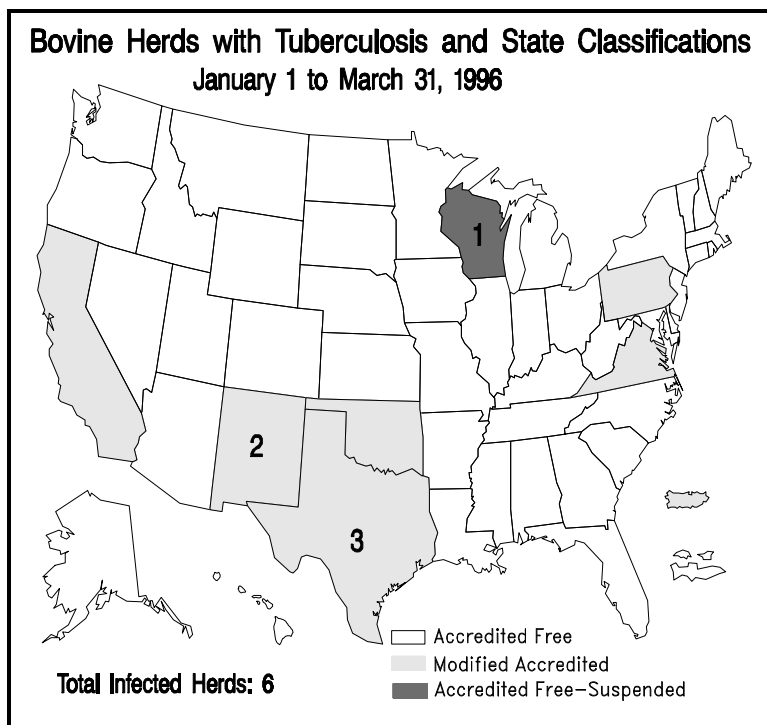 Bovine Herds with Tuberculosis and State Classifications
January 1 to March 31, 1996
1
2
3
Accredited Free
Modified Accredited
Accredited Free-Suspended
Total Infected Herds: 6